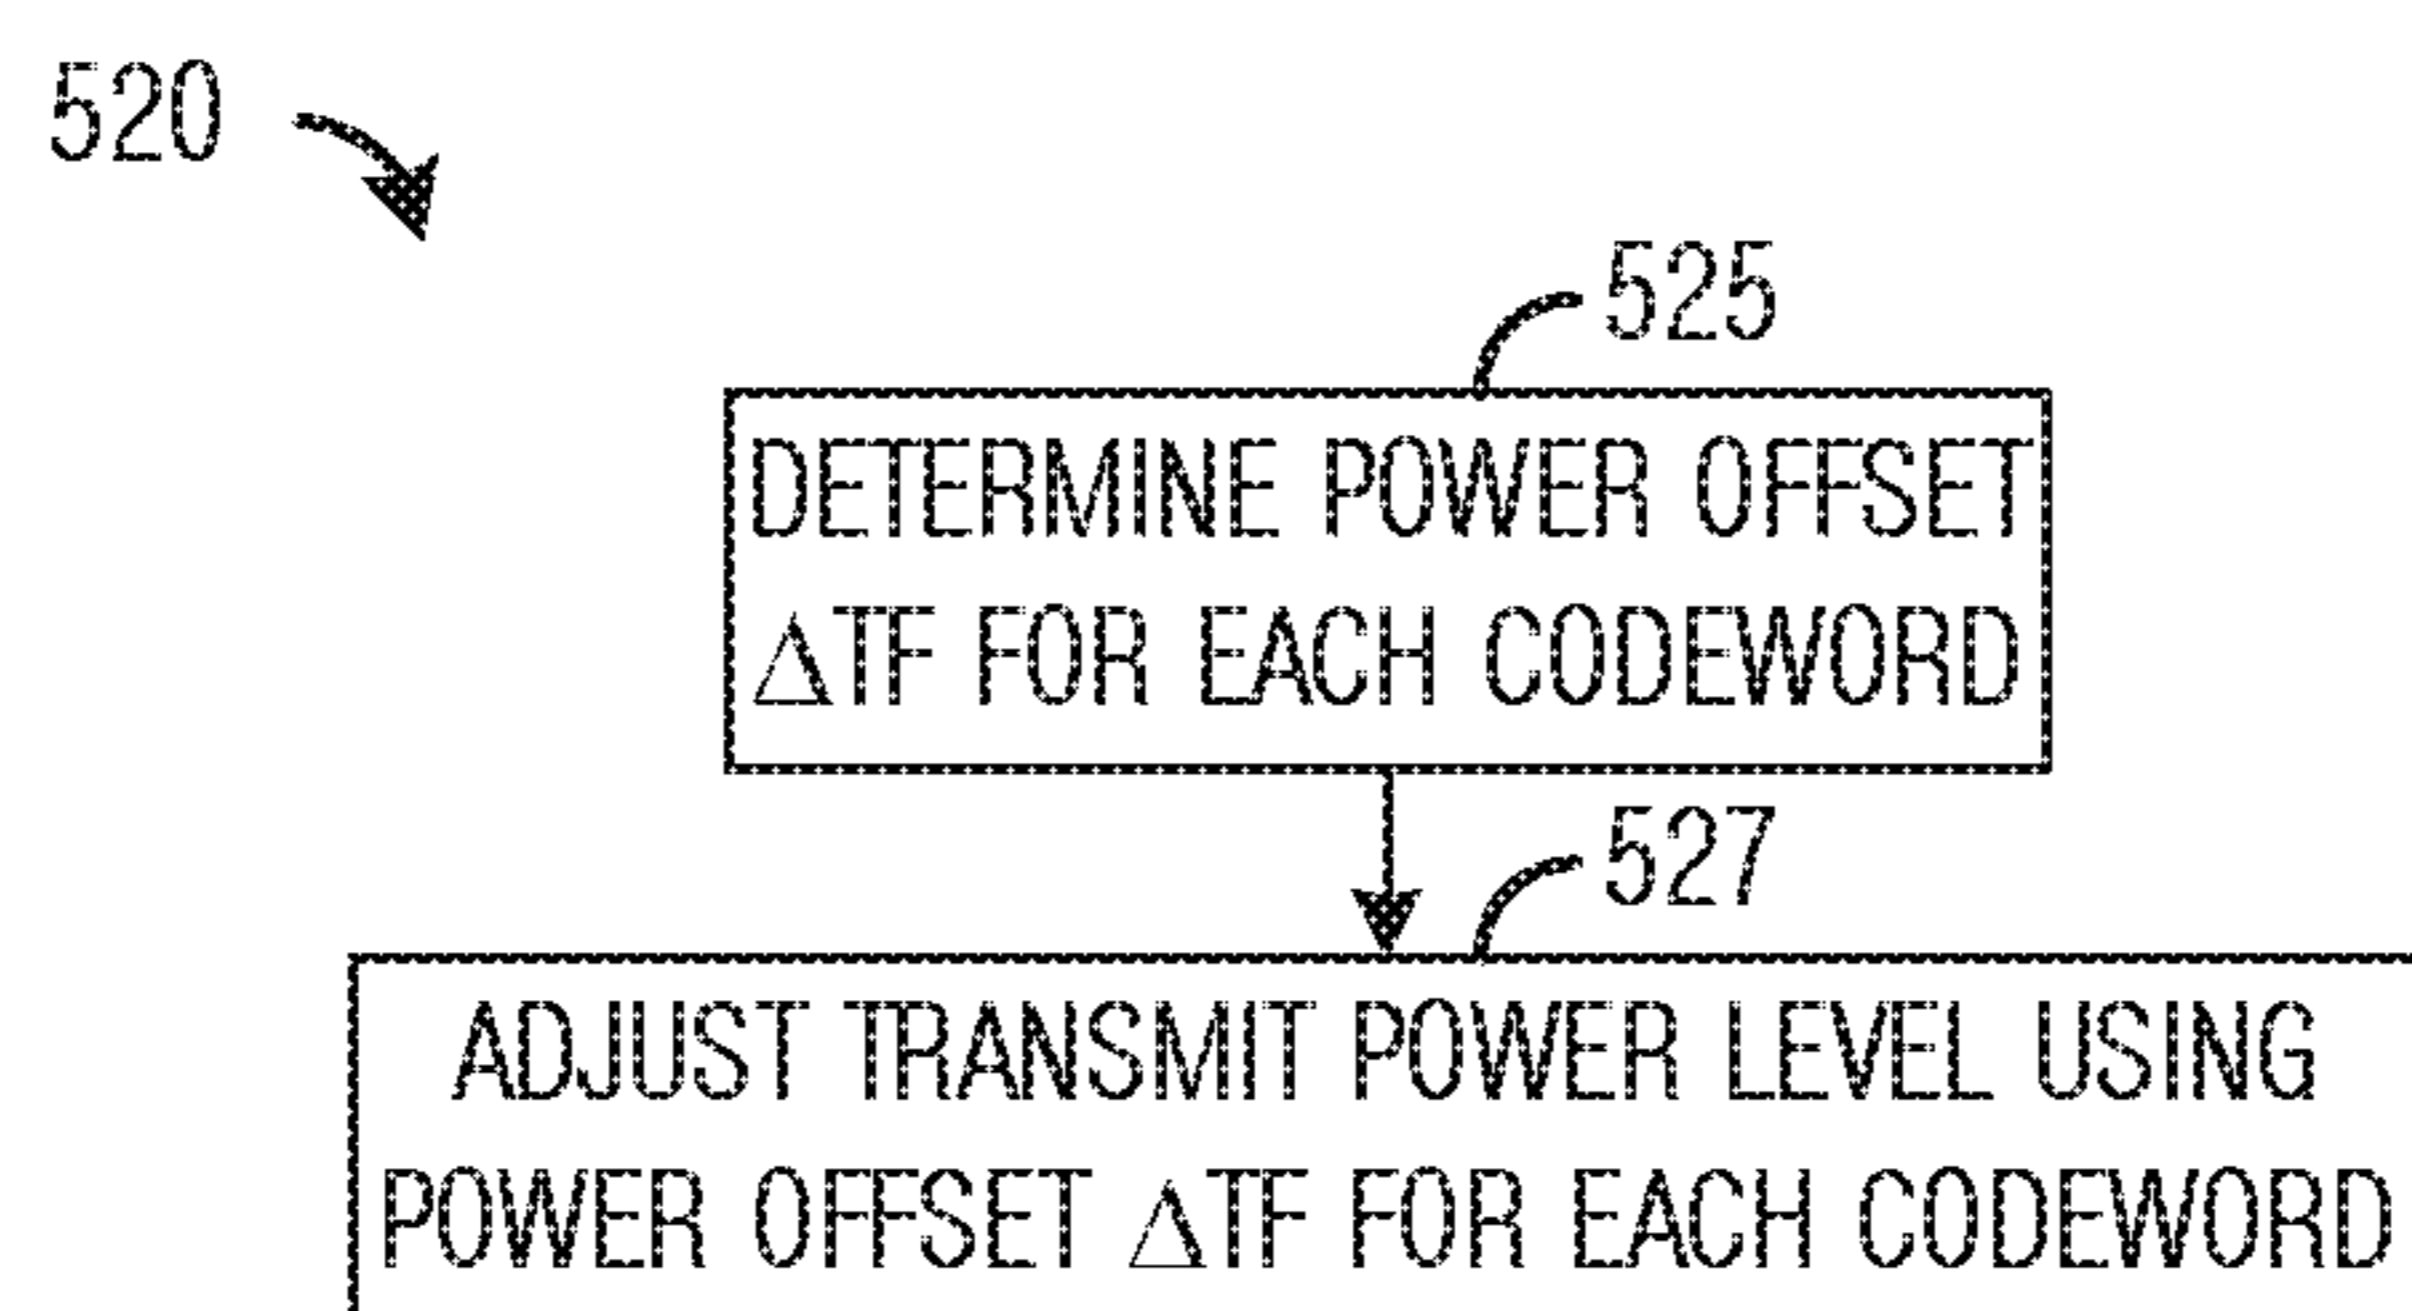 520
525
DETERMINE POWER OFFSET
ΔTF FOR EACH CODEWORD
527
ADJUST TRANSMIT POWER LEVEL USING
POWER OFFSET ΔTF FOR EACH CODEWORD